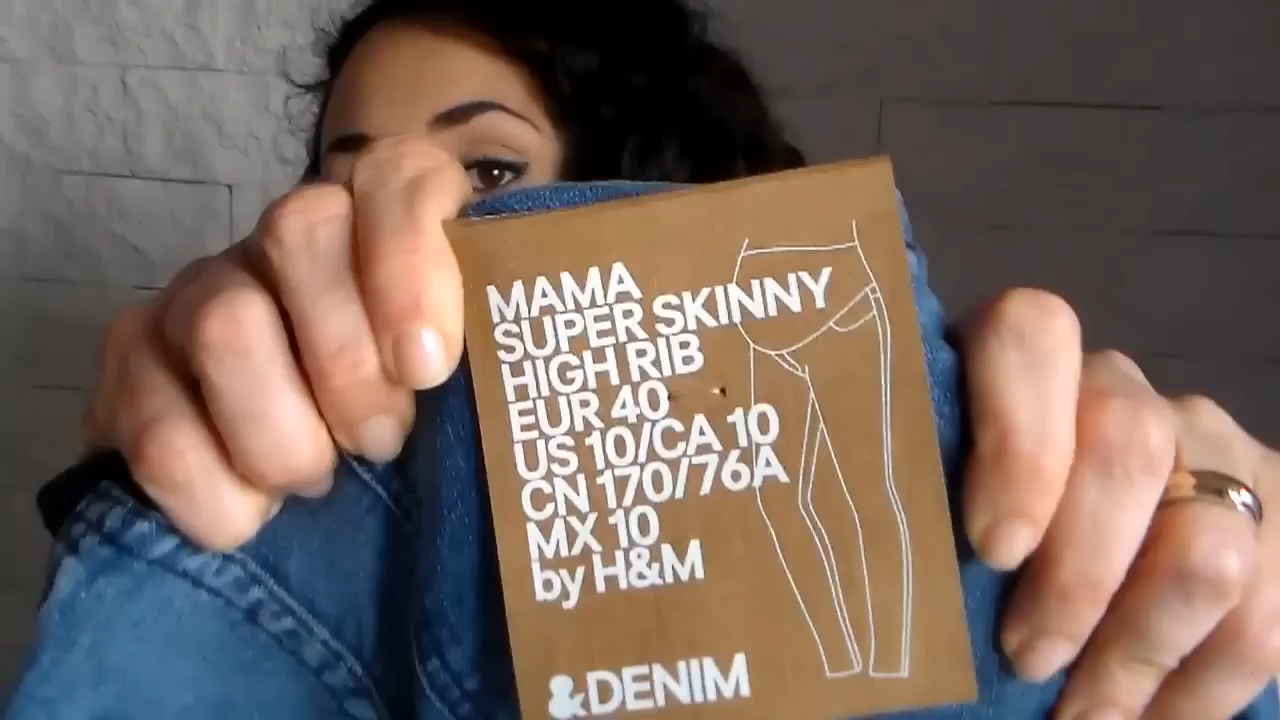 MAMA
SUPER SKINNY
HIGH RIB
EUR 40
US 10/CA 10
CN 170/76A
MX 10
by H&M
&DENIM